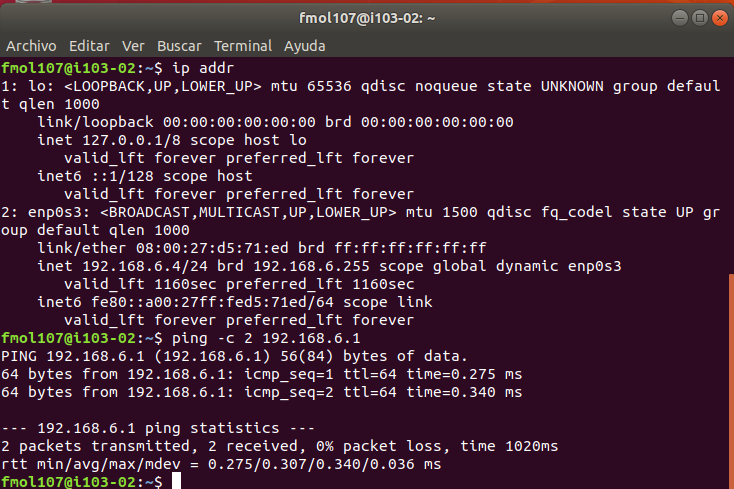 fmol107@i103-02: ~
Archivo Editar Ver Buscar Terminal Ayuda
fmol107@i103-02:~$ ip addr
1: lo: <LOOPBACK,UP,LOWER_UP> mtu 65536 qdisc noqueue state UNKNOWN group defaul
t qlen 1000
    link/loopback 00:00:00:00:00:00 brd 00:00:00:00:00:00
    inet 127.0.0.1/8 scope host lo
       valid_lft forever preferred_lft forever
    inet6 ::1/128 scope host
       valid_lft forever preferred_lft forever
2: enp0s3: <BROADCAST,MULTICAST,UP,LOWER_UP> mtu 1500 qdisc fq_codel state UP gr
oup default qlen 1000
    link/ether 08:00:27:d5:71:ed brd ff:ff:ff:ff:ff:ff
    inet 192.168.6.4/24 brd 192.168.6.255 scope global dynamic enp0s3
       valid_lft 1160sec preferred_lft 1160sec
    inet6 fe80::a00:27ff:fed5:71ed/64 scope link
       valid_lft forever preferred_lft forever
fmol107@i103-02:~$ ping -c 2 192.168.6.1
PING 192.168.6.1 (192.168.6.1) 56(84) bytes of data.
64 bytes from 192.168.6.1: icmp_seq=1 ttl=64 time=0.275 ms
64 bytes from 192.168.6.1: icmp_seq=2 ttl=64 time=0.340 ms

--- 192.168.6.1 ping statistics ---
2 packets transmitted, 2 received, 0% packet loss, time 1020ms
rtt min/avg/max/mdev = 0.275/0.307/0.340/0.036 ms
fmol107@i103-02:~$